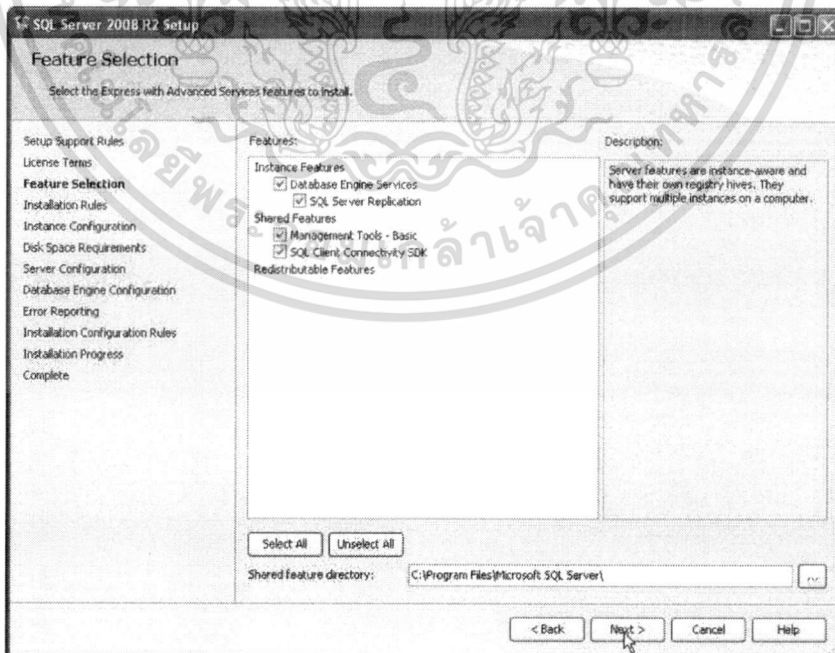 SQL Server 2008 R2 Setup
Feature Selection
Select the Express with Advanced Services features to install.
Setup Support Rules
License Terms
Feature Selection
Installation Rules
Instance Configuration
Disk Space Requirements
Server Configuration
Database Engine Configuration
Error Reporting
Installation Configuration Rules
Installation Progress
Complete
Features:
Instance Features
Database Engine Services
SQL Server Replication
Shared Features
Management Tools - Basic
SQL Client Connectivity SDK
Redistributable Features
Description:
Server features are instance-aware and
have their own registry hives. They
support multiple instances on a computer.
Select All
Unselect All
Shared feature directory:
C:\Program Files\Microsoft SQL Server\
...
< Back
Next >
Cancel
Help